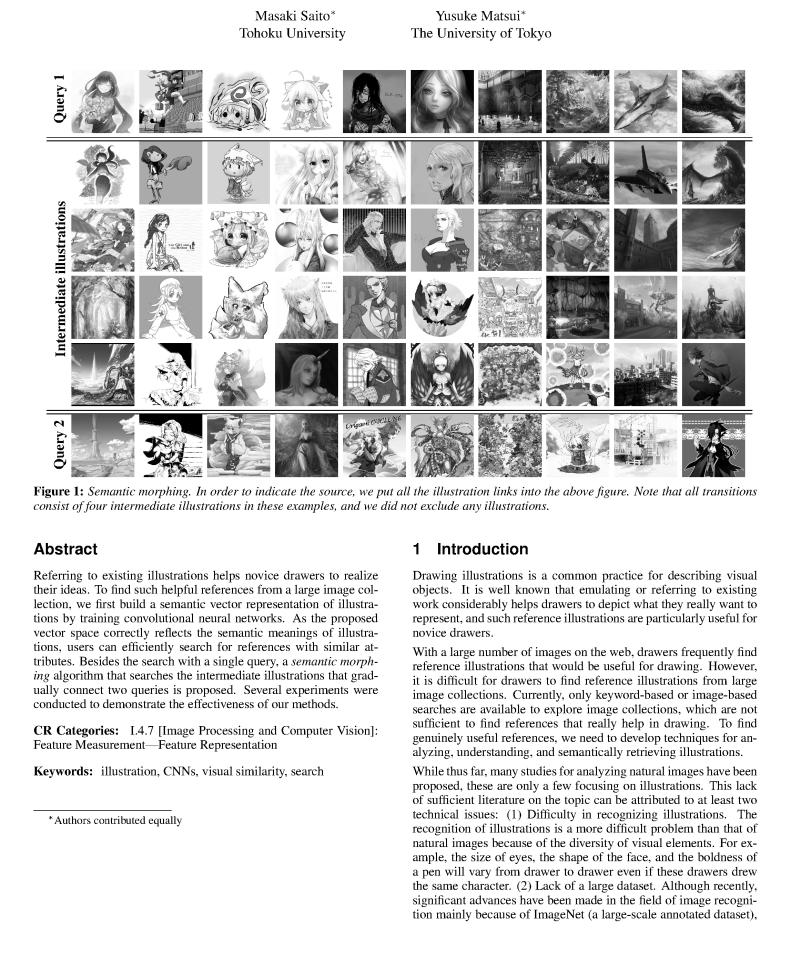 Masaki Saito*
Tohoku University
Yusuke Matsui*
The University of Tokyo
Query 1
Intermediate illustrations
Query 2
Figure 1: Semantic morphing. In order to indicate the source, we put all the illustration links into the above figure. Note that all transitions
consist of four intermediate illustrations in these examples, and we did not exclude any illustrations.
Abstract
Referring to existing illustrations helps novice drawers to realize
their ideas. To find such helpful references from a large image col-
lection, we first build a semantic vector representation of illustra-
tions by training convolutional neural networks. As the proposed
vector space correctly reflects the semantic meanings of illustra-
tions, users can efficiently search for references with similar at-
tributes. Besides the search with a single query, a semantic morph-
ing algorithm that searches the intermediate illustrations that grad-
ually connect two queries is proposed. Several experiments were
conducted to demonstrate the effectiveness of our methods.
CR Categories: I.4.7 [Image Processing and Computer Vision]:
Feature Measurement—Feature Representation
Keywords: illustration, CNNs, visual similarity, search
*Authors contributed equally
1 Introduction
Drawing illustrations is a common practice for describing visual
objects. It is well known that emulating or referring to existing
work considerably helps drawers to depict what they really want to
represent, and such reference illustrations are particularly useful for
novice drawers.
With a large number of images on the web, drawers frequently find
reference illustrations that would be useful for drawing. However,
it is difficult for drawers to find reference illustrations from large
image collections. Currently, only keyword-based or image-based
searches are available to explore image collections, which are not
sufficient to find references that really help in drawing. To find
genuinely useful references, we need to develop techniques for an-
alyzing, understanding, and semantically retrieving illustrations.
While thus far, many studies for analyzing natural images have been
proposed, these are only a few focusing on illustrations. This lack
of sufficient literature on the topic can be attributed to at least two
technical issues: (1) Difficulty in recognizing illustrations. The
recognition of illustrations is a more difficult problem than that of
natural images because of the diversity of visual elements. For ex-
ample, the size of eyes, the shape of the face, and the boldness of
a pen will vary from drawer to drawer even if these drawers drew
the same character. (2) Lack of a large dataset. Although recently,
significant advances have been made in the field of image recogni-
tion mainly because of ImageNet (a large-scale annotated dataset),